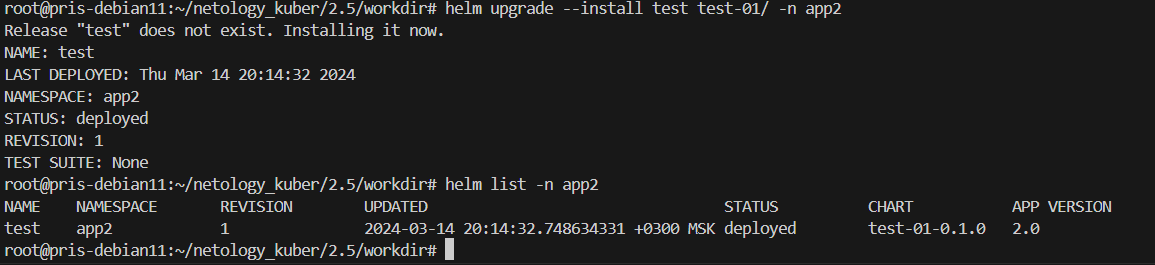 root@pris-debian11:~/netology_kuber/2.5/workdir# helm upgrade --install test test-01/ -n app2
Release "test" does not exist. Installing it now.
NAME: test
LAST DEPLOYED: Thu Mar 14 20:14:32 2024
NAMESPACE: app2
STATUS: deployed
REVISION: 1
TEST SUITE: None
root@pris-debian11:~/netology_kuber/2.5/workdir# helm list -n app2
NAME    NAMESPACE       REVISION        UPDATED                                 STATUS          CHART           APP VERSION
test    app2            1               2024-03-14 20:14:32.748634331 +0300 MSK deployed        test-01-0.1.0   2.0
root@pris-debian11:~/netology_kuber/2.5/workdir#